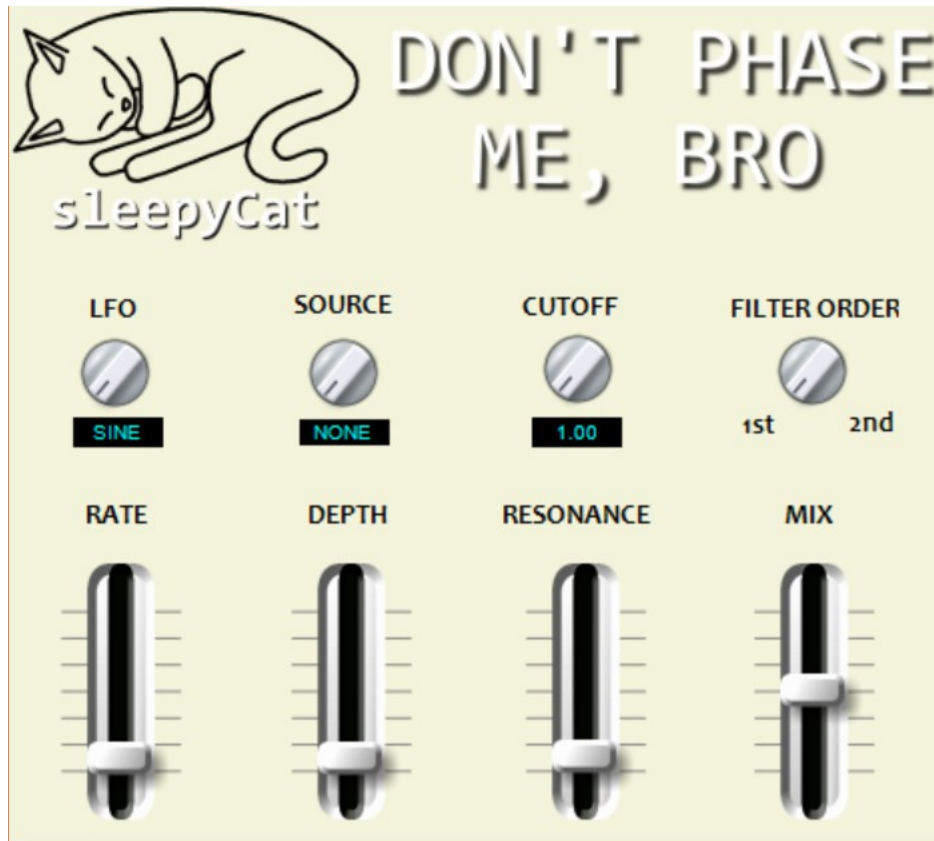 DON'T PHASE
ME, BRO
sleepyCat
LFO
SOURCE
CUTOFF
FILTER ORDER
SINE
NONE
1.00
1st
2nd
RATE
DEPTH
RESONANCE
MIX